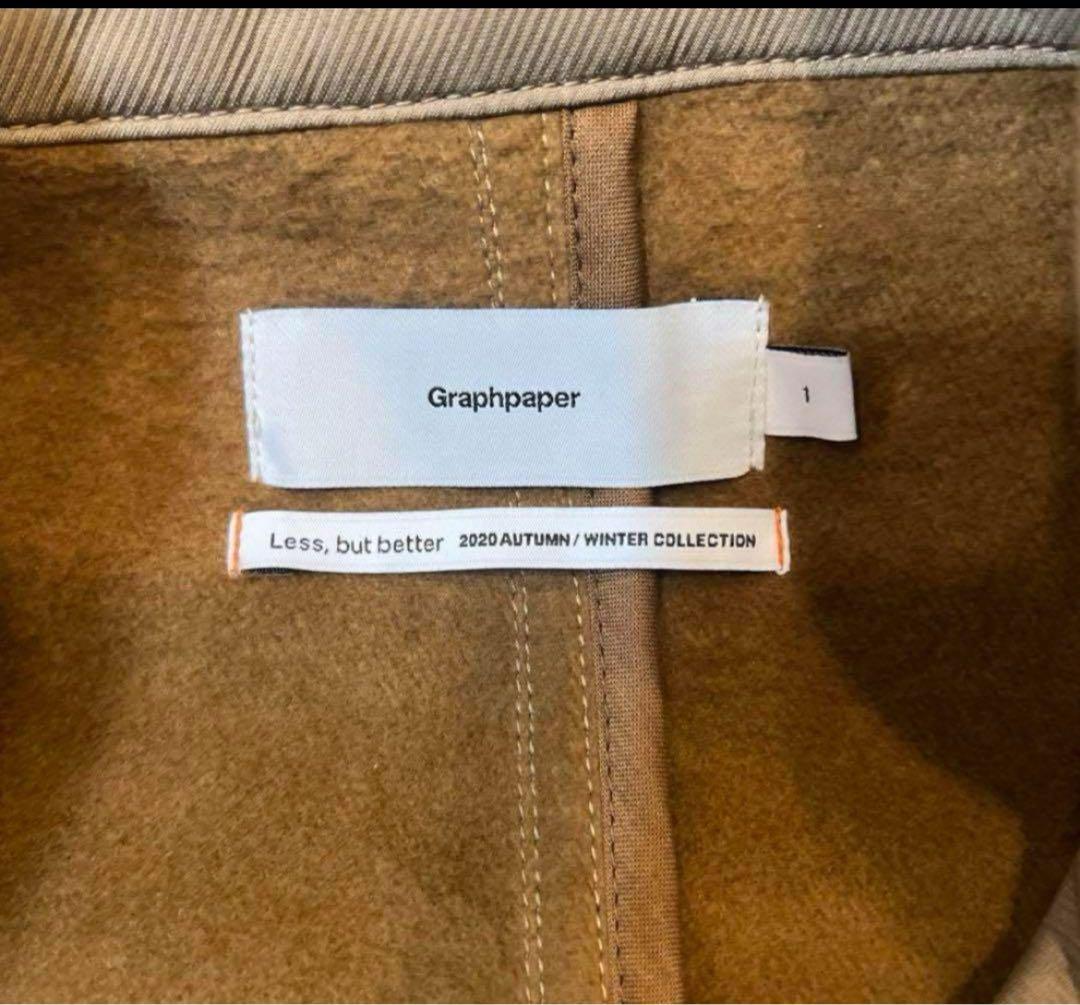 Graphpaper
1
Less, but better 2020 AUTUMN / WINTER COLLECTION